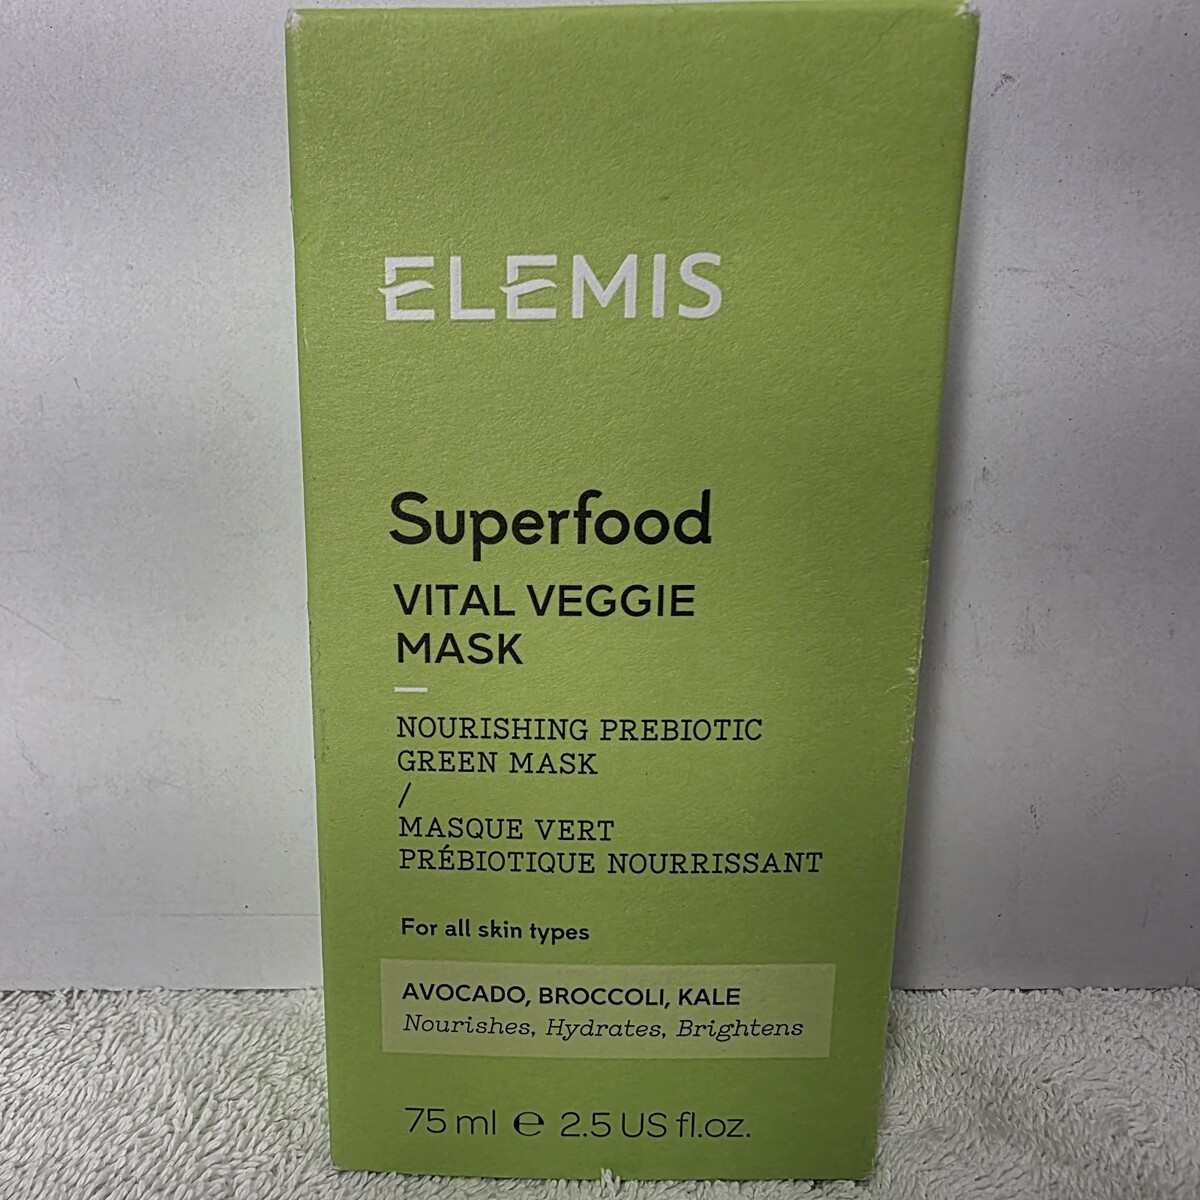 ELEMIS
Superfood
VITAL VEGGIE
MASK
NOURISHING PREBIOTIC
GREEN MASK
/
MASQUE VERT
PRÉBIOTIQUE NOURRISSANT
For all skin types
AVOCADO, BROCCOLI, KALE
Nourishes, Hydrates, Brightens
75 ml ℮ 2.5 US fl.oz.